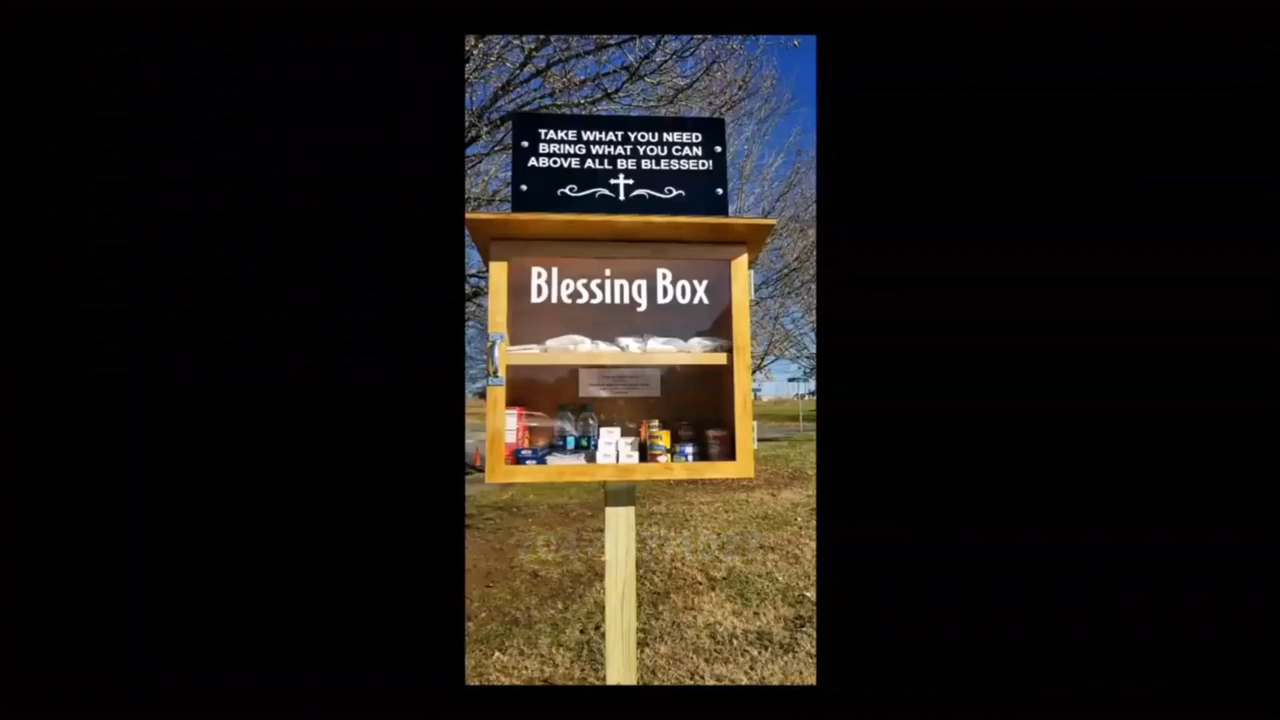 TAKE WHAT YOU NEED
BRING WHAT YOU CAN
ABOVE ALL BE BLESSED!
Blessing Box